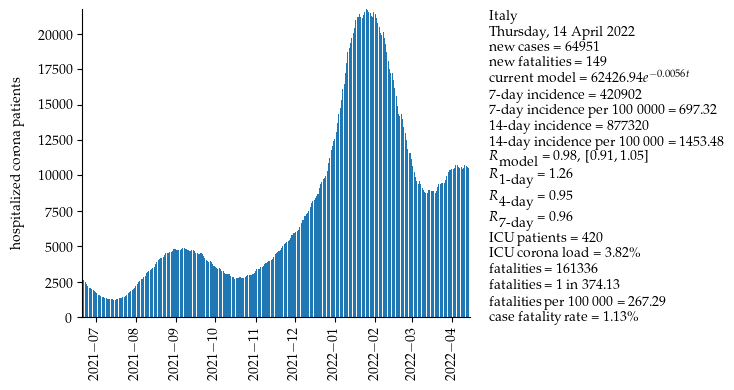 20000
17500
15000
12500
10000
7500
5000
2500
0
hospitalized corona patients
2021−07
2021−08
2021−09
2021−10
2021−11
2021−12
2022−01
2022−02
2022−03
2022−04
Italy
Thursday, 14 April 2022
new cases = 64951
new fatalities = 149
current model = 62426.94e^−0.0056t
7-day incidence = 420902
7-day incidence per 100 0000 = 697.32
14-day incidence = 877320
14-day incidence per 100 000 = 1453.48
R_model = 0.98, [0.91, 1.05]
R_1-day = 1.26
R_4-day = 0.95
R_7-day = 0.96
ICU patients = 420
ICU corona load = 3.82%
fatalities = 161336
fatalities = 1 in 374.13
fatalities per 100 000 = 267.29
case fatality rate = 1.13%